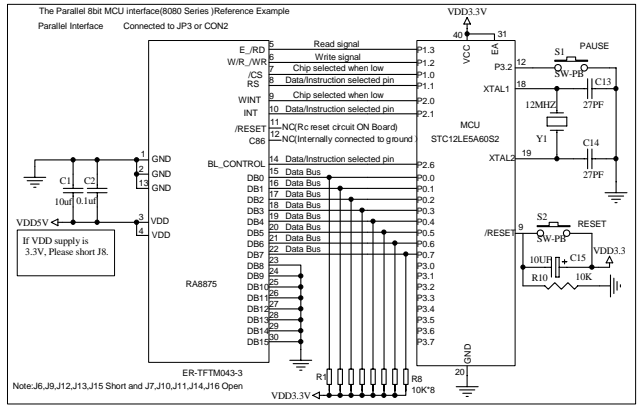 The Parallel 8bit MCU interface(8080 Series )Reference Example
Parallel Interface Connected to JP3 or CON2
VDD3.3V
40 31
VCC
EA
5 Read signal
E_/RD P1.3
6 Write signal
W/R_/WR P1.2
7 Chip selected when low
/CS P1.0
8 Data/Instruction selected pin
RS P1.1
9 Chip selected when low
WINT P2.0
10 Data/Instruction selected pin
INT P2.1
11
/RESET NC(Rc reset circuit ON Board)
12
C86 NC(Internally connected to ground )
14 Data/Instruction selected pin
BL_CONTROL P2.6
15 Data Bus
DB0 P0.0
16 Data Bus
DB1 P0.1
17 Data Bus
DB2 P0.2
18 Data Bus
DB3 P0.3
19 Data Bus
DB4 P0.4
20 Data Bus
DB5 P0.5
21 Data Bus
DB6 P0.6
22 Data Bus
DB7 P0.7
23
DB8 P3.0
24
DB9 P3.1
25
DB10 P3.2
26
DB11 P3.3
27
DB12 P3.4
28
DB13 P3.5
29
DB14 P3.6
30
DB15 P3.7
RA8875
ER-TFTM043-3
1
GND
2
GND
13
GND
3
VDD
4
VDD
C1 C2
10uf 0.1uf
VDD5V
If VDD supply is
3.3V, Please short J8.
MCU
STC12LE5A60S2
P3.2 12
S1 PAUSE
SW-PB
XTAL1 18
C13
27PF
12MHZ
Y1
XTAL2 19
C14
27PF
/RESET 9
S2 RESET
SW-PB
VDD3.3
10UF + C15
R10 10K
GND
20
R1 R8
10K*8
VDD3.3V
Note:J6,J9,J12,J13,J15 Short and J7,J10,J11,J14,J16 Open